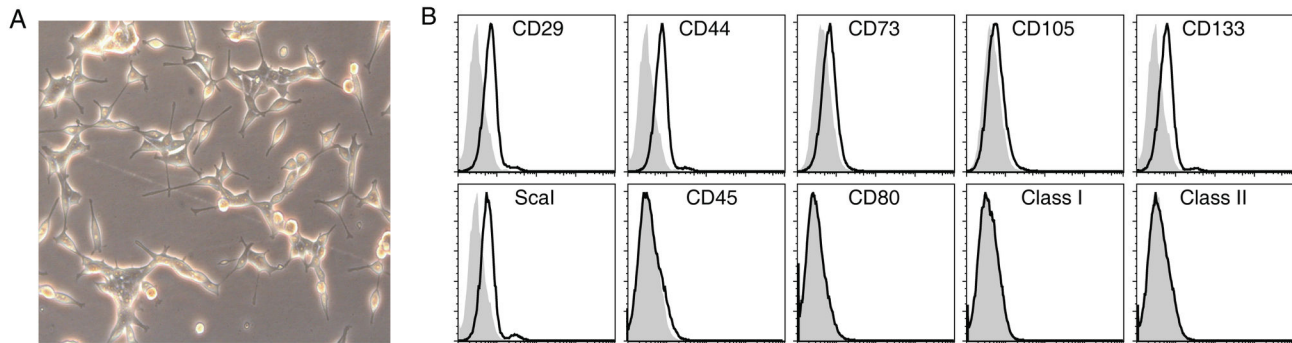 A
B
CD29
CD44
CD73
CD105
CD133
ScaI
CD45
CD80
Class I
Class II